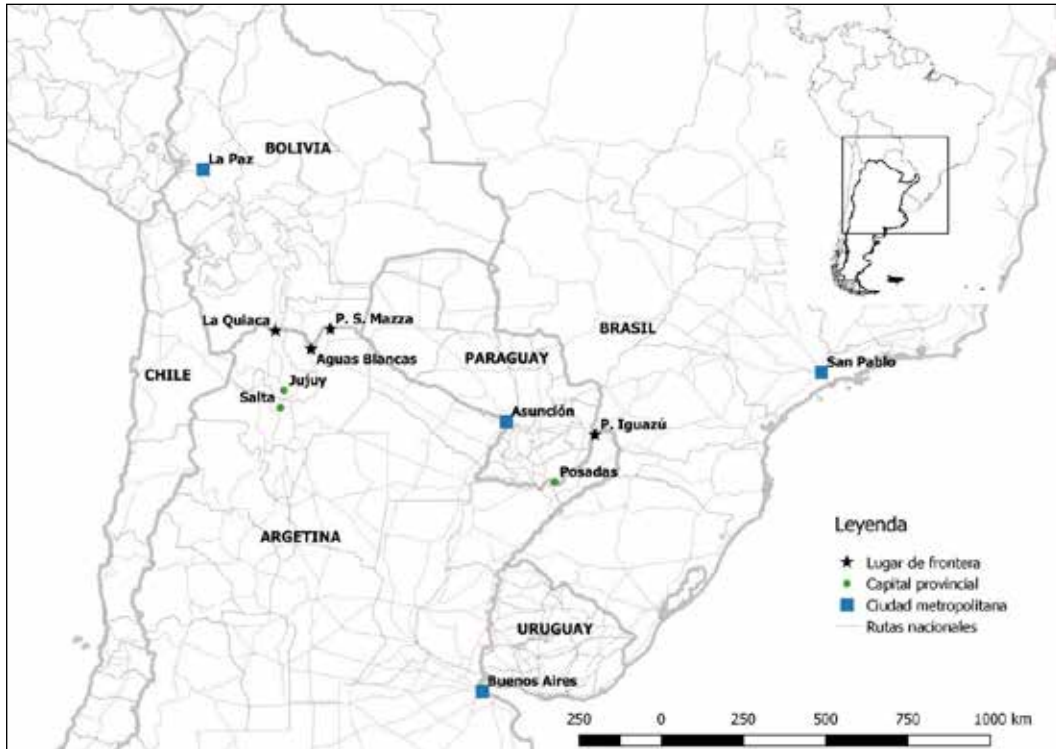 La Paz
BOLIVIA
La Quiaca
P. S. Mazza
Aguas Blancas
BRASIL
PARAGUAY
San Pablo
CHILE
Jujuy
Salta
Asunción
P. Iguazú
Posadas
ARGETINA
Leyenda
Lugar de frontera
Capital provincial
Ciudad metropolitana
Rutas nacionales
URUGUAY
Buenos Aires
250 0 250 500 750 1000 km